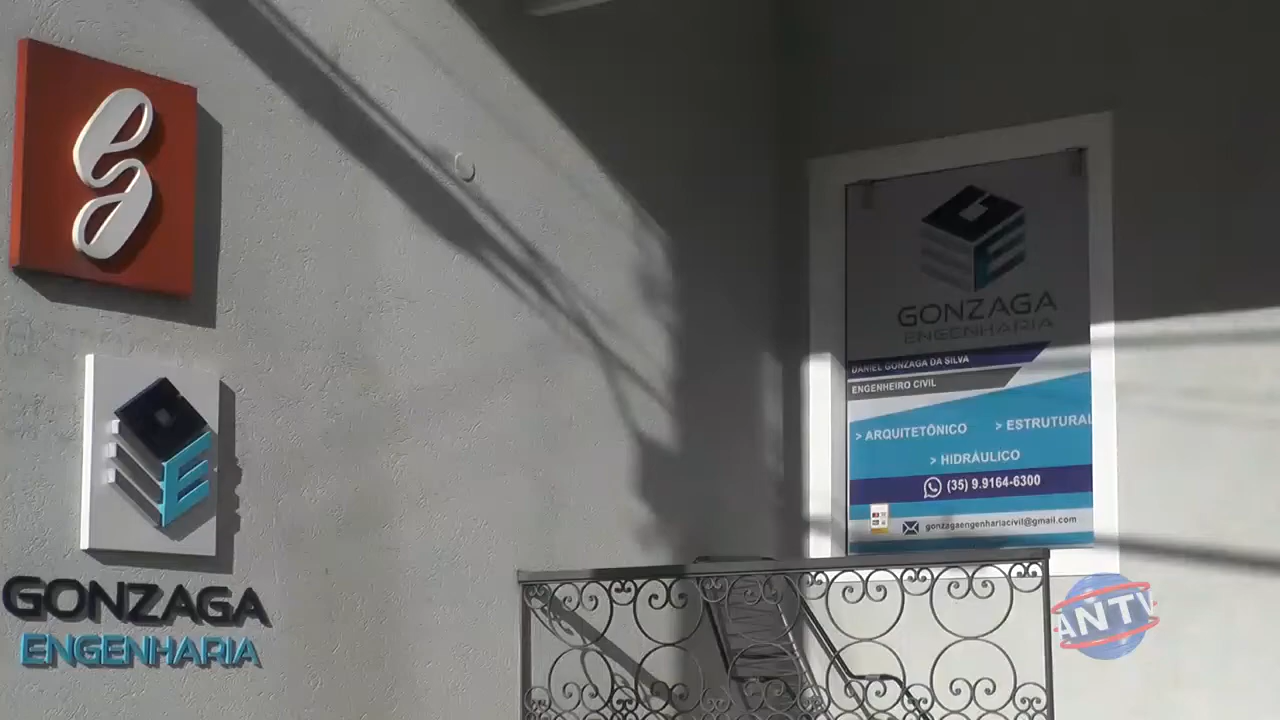 GONZAGA
ENGENHARIA
GONZAGA
ENGENHARIA
DANIEL GONZAGA DA SILVA
ENGENHEIRO CIVIL
> ARQUITETÔNICO > ESTRUTURAL
> HIDRÁULICO
(35) 9.9164-6300
gonzagaengenhariacivil@gmail.com
ANTV